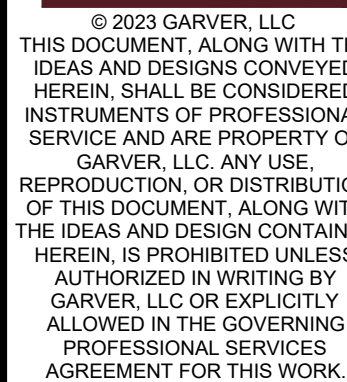 © 2023 GARVER, LLC
THIS DOCUMENT, ALONG WITH
IDEAS AND DESIGNS CONVEYED
HEREIN, SHALL BE CONSIDERED
INSTRUMENTS OF PROFESSIONA
SERVICE AND ARE PROPERTY O
GARVER, LLC. ANY USE,
REPRODUCTION, OR DISTRIBUTIO
OF THIS DOCUMENT, ALONG WIT
THE IDEAS AND DESIGN CONTAIN
HEREIN, IS PROHIBITED UNLESS
AUTHORIZED IN WRITING BY
GARVER, LLC OR EXPLICITLY
ALLOWED IN THE GOVERNING
PROFESSIONAL SERVICES
AGREEMENT FOR THIS WORK.